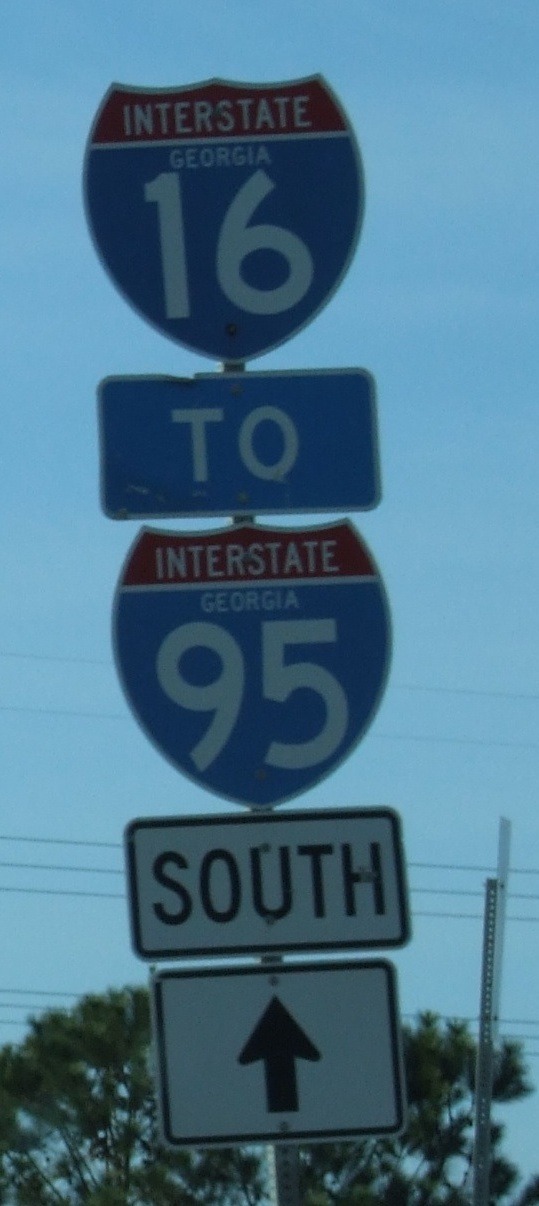 INTERSTATE
GEORGIA
16
TO
INTERSTATE
GEORGIA
95
SOUTH